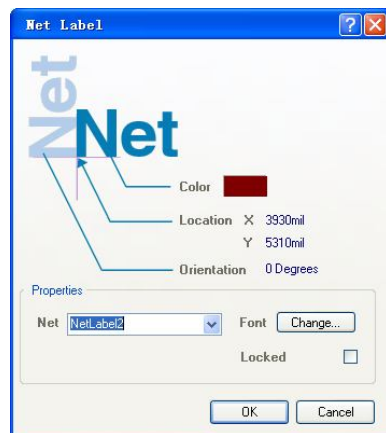 Net Label
Net
Net
Color
Location X 3930mil
Y 5310mil
Orientation 0 Degrees
Properties
Net NetLabel2 Font Change...
Locked
OK Cancel